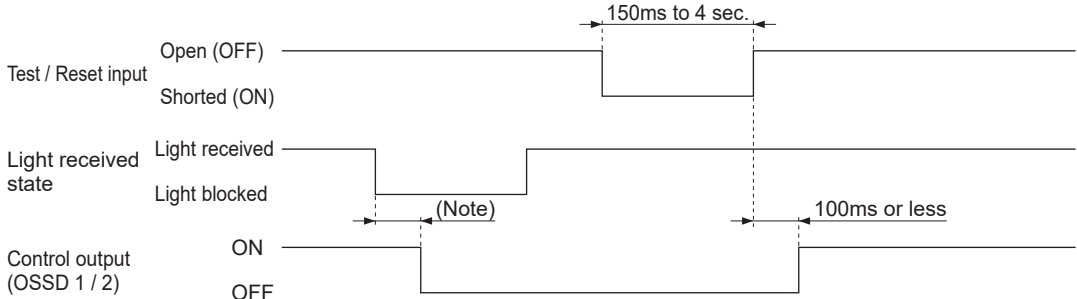 150ms to 4 sec.
Test / Reset input
Open (OFF)
Shorted (ON)
Light received
state
Light received
Light blocked
(Note)
100ms or less
Control output
(OSSD 1 / 2)
ON
OFF